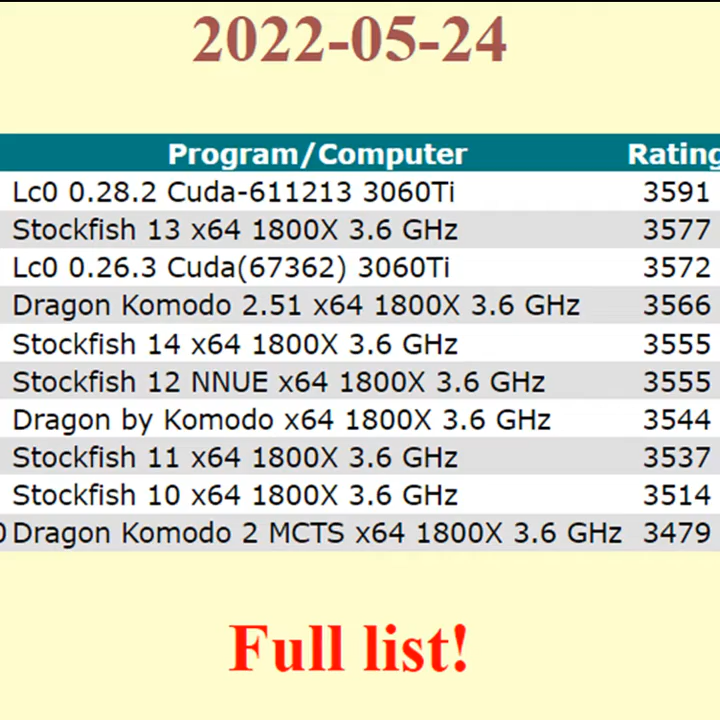 2022-05-24
Program/Computer Rating
Lc0 0.28.2 Cuda-611213 3060Ti 3591
Stockfish 13 x64 1800X 3.6 GHz 3577
Lc0 0.26.3 Cuda(67362) 3060Ti 3572
Dragon Komodo 2.51 x64 1800X 3.6 GHz 3566
Stockfish 14 x64 1800X 3.6 GHz 3555
Stockfish 12 NNUE x64 1800X 3.6 GHz 3555
Dragon by Komodo x64 1800X 3.6 GHz 3544
Stockfish 11 x64 1800X 3.6 GHz 3537
Stockfish 10 x64 1800X 3.6 GHz 3514
0 Dragon Komodo 2 MCTS x64 1800X 3.6 GHz 3479
Full list!